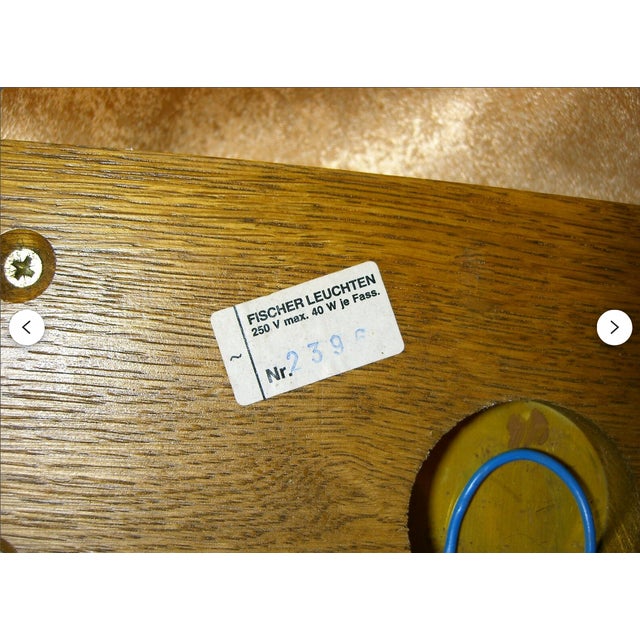 FISCHER LEUCHTEN
250 V max. 40 W je Fass.
~
Nr. 239